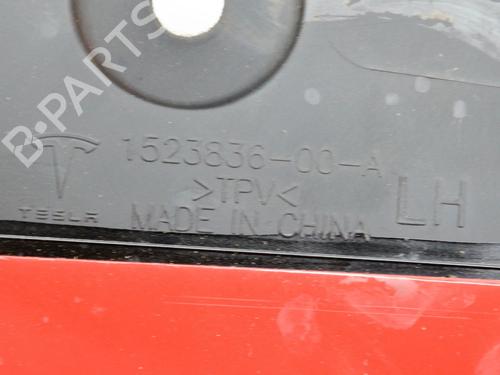 B-PARTS
1523836-00-A
>TPV<
TESLA
MADE IN CHINA
LH